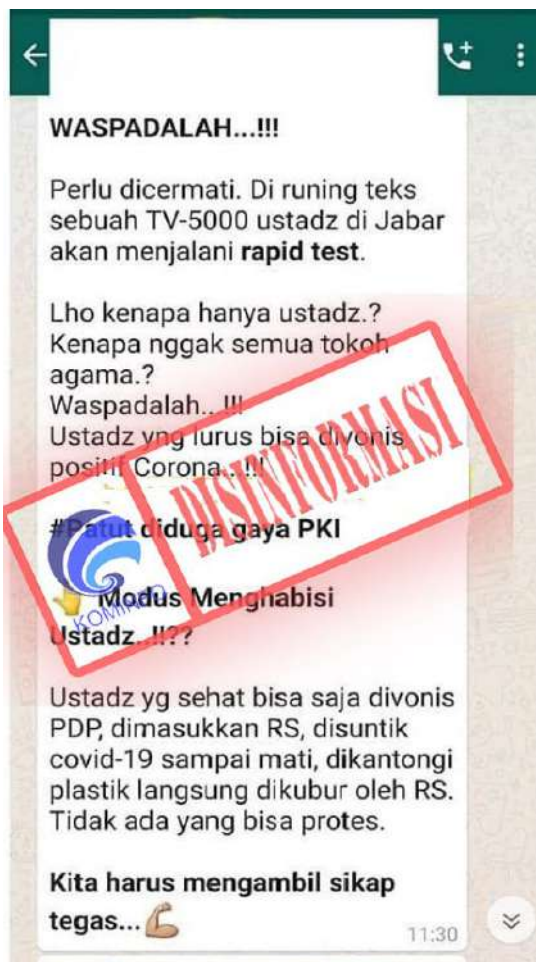 WASPADALAH...!!!
Perlu dicermati. Di runing teks
sebuah TV-5000 ustadz di Jabar
akan menjalani rapid test.
Lho kenapa hanya ustadz.?
Kenapa nggak semua tokoh
agama.?
Waspadalah.. !!!
Ustadz yng lurus bisa divonis
positif Corona...!!!
DISINFORMASI
#Patut diduga gaya PKI
KOMINFO
Modus Menghabisi
Ustadz..!!??
Ustadz yg sehat bisa saja divonis
PDP, dimasukkan RS, disuntik
covid-19 sampai mati, dikantongi
plastik langsung dikubur oleh RS.
Tidak ada yang bisa protes.
Kita harus mengambil sikap
tegas...
11:30